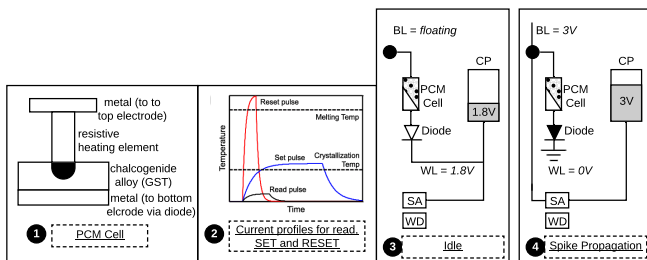 metal (to to
top electrode)
resistive
heating element
chalcogenide
alloy (GST)
metal (to bottom
elcrode via diode)
1
PCM Cell
Temperature
Reset pulse
Melting Temp
Set pulse
Crystallization
Temp
Read pulse
Time
2
Current profiles for read,
SET and RESET
BL = floating
CP
PCM
Cell
1.8V
Diode
WL = 1.8V
SA
WD
3
Idle
BL = 3V
CP
PCM
Cell
3V
Diode
WL = 0V
SA
WD
4
Spike Propagation